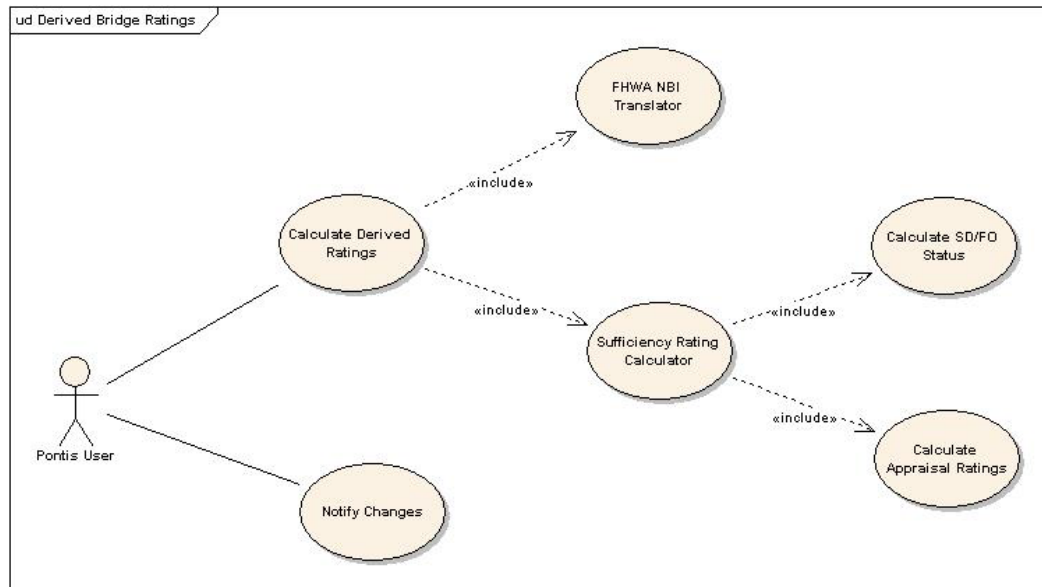 ud Derived Bridge Ratings
FHWA NBI
Translator
«include»
Calculate Derived
Ratings
Calculate SD/FO
Status
«include»
«include»
Sufficiency Rating
Calculator
«include»
Pontis User
Calculate
Appraisal Ratings
Notify Changes